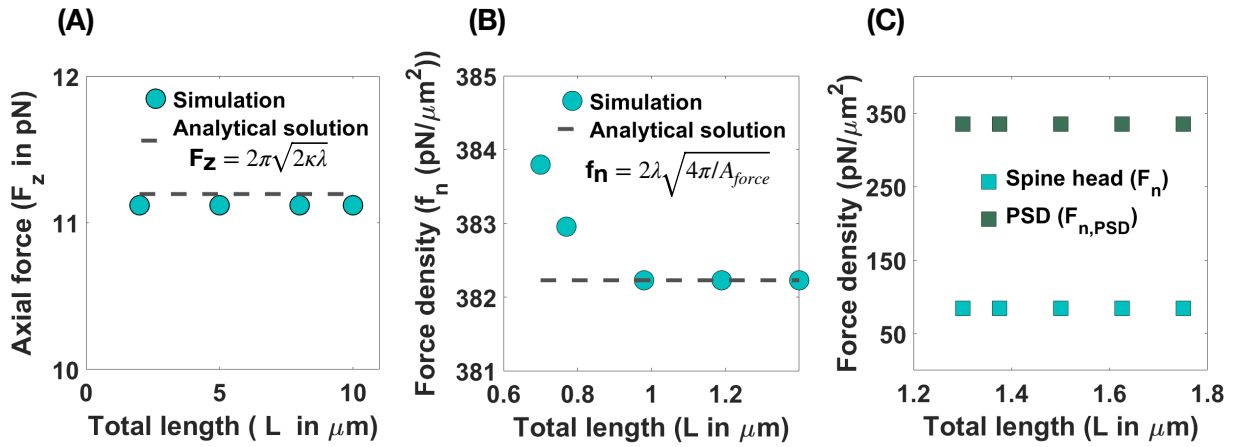 (A)
Axial force (F_z in pN)
12
11
10
Simulation
Analytical solution
F_z = 2π√(2κλ)
0
5
10
Total length ( L in μm)
(B)
Force density (f_n (pN/μm²))
385
384
383
382
381
Simulation
Analytical solution
f_n = 2λ√(4π/A_force)
0.6
0.8
1
1.2
Total length (L in μm)
(C)
Force density (pN/μm²)
350
250
150
50
Spine head (F_n)
PSD (F_n,PSD)
1.2
1.4
1.6
1.8
Total length (L in μm)